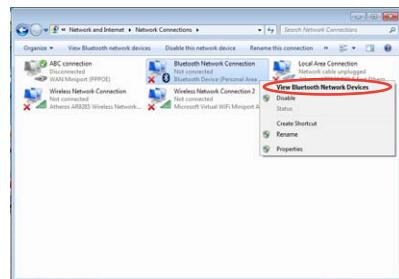 « Network and Internet ▸ Network Connections ▸
Search Network Connections
Organize ▾ View Bluetooth network devices Disable this network device Rename this connection »
ABC connection
Disconnected
WAN Miniport (PPPOE)
Bluetooth Network Connection
Not connected
Bluetooth Device (Personal Area ...
Local Area Connection
Network cable unplugged
Wireless Network Connection
Not connected
Atheros AR9285 Wireless Network...
Wireless Network Connection 2
Not connected
Microsoft Virtual WiFi Miniport A
View Bluetooth Network Devices
Disable
Status
Create Shortcut
Rename
Properties